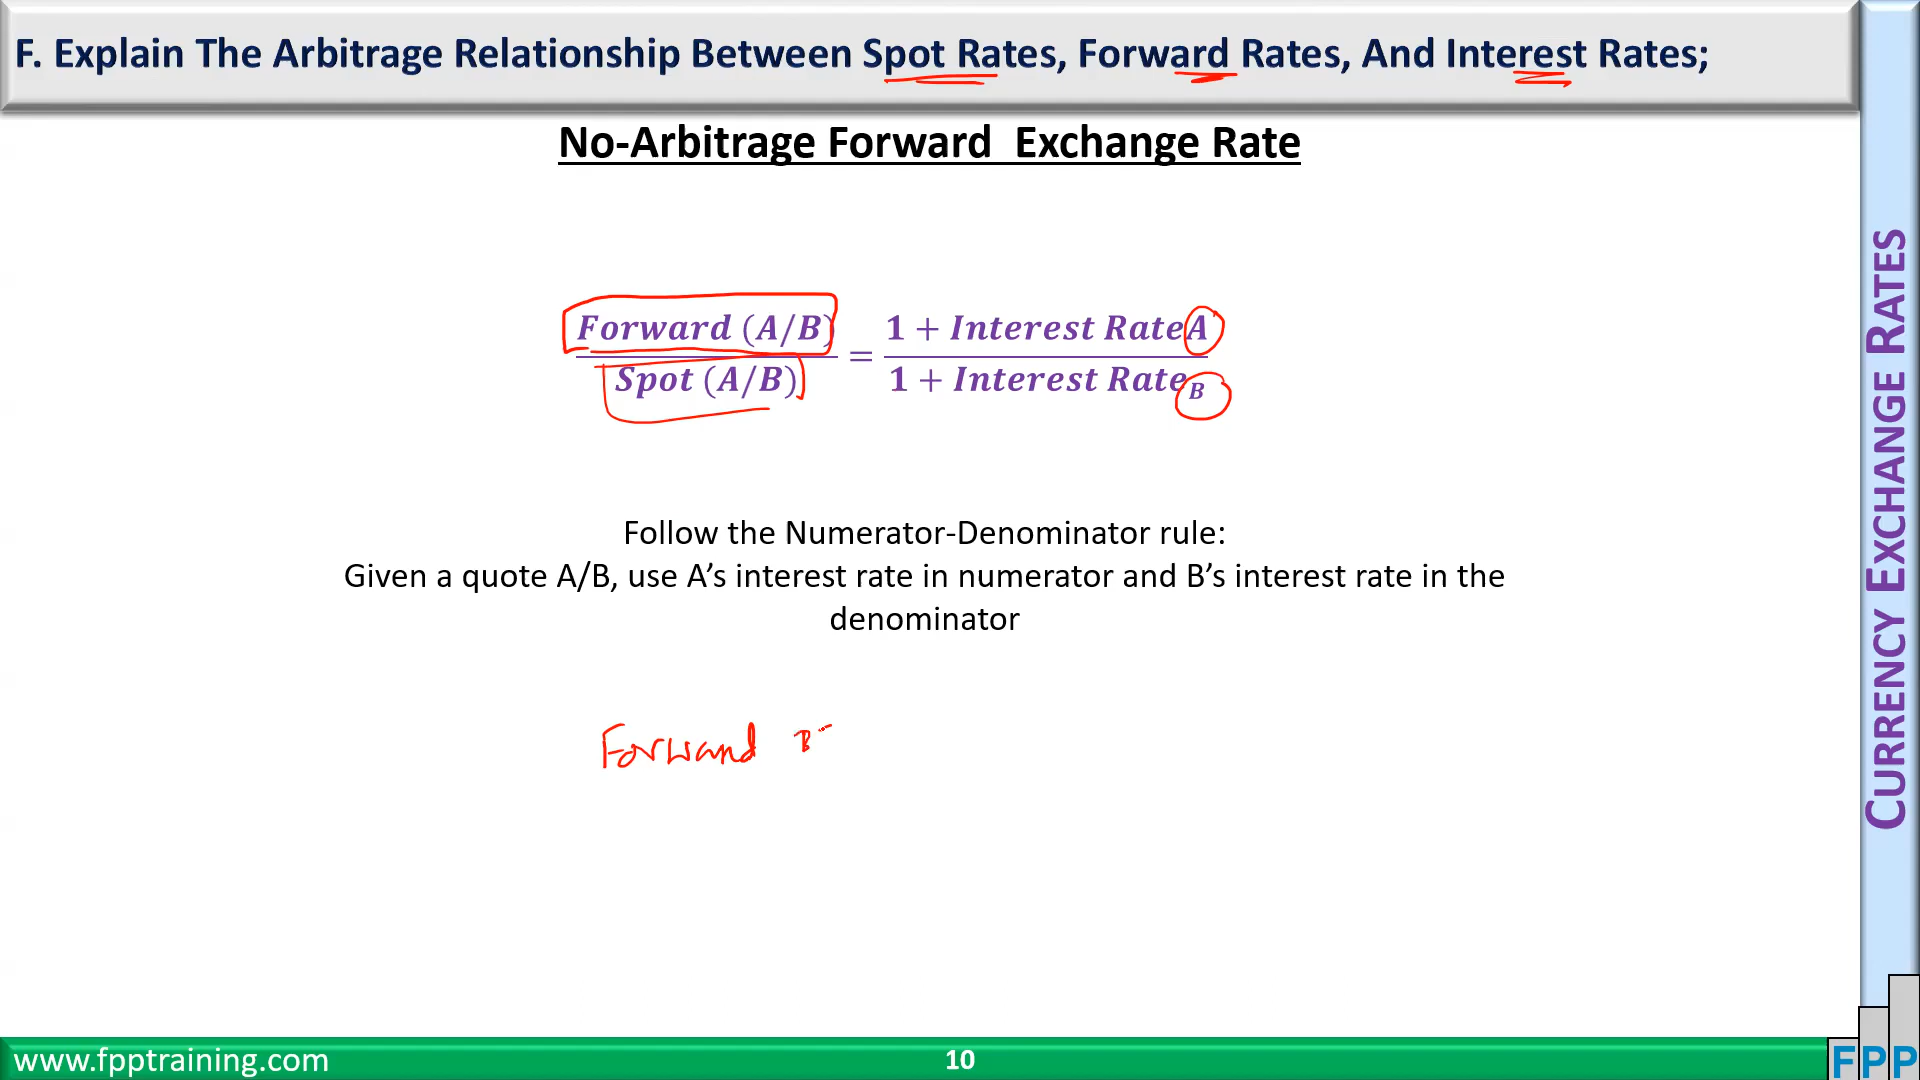 F. Explain The Arbitrage Relationship Between Spot Rates, Forward Rates, And Interest Rates;
No-Arbitrage Forward Exchange Rate
Forward (A/B) / Spot (A/B) = 1 + Interest Rate A / 1 + Interest Rate B
Follow the Numerator-Denominator rule:
Given a quote A/B, use A's interest rate in numerator and B's interest rate in the
denominator
Forward B
CURRENCY EXCHANGE RATES
www.fpptraining.com
10
FPP